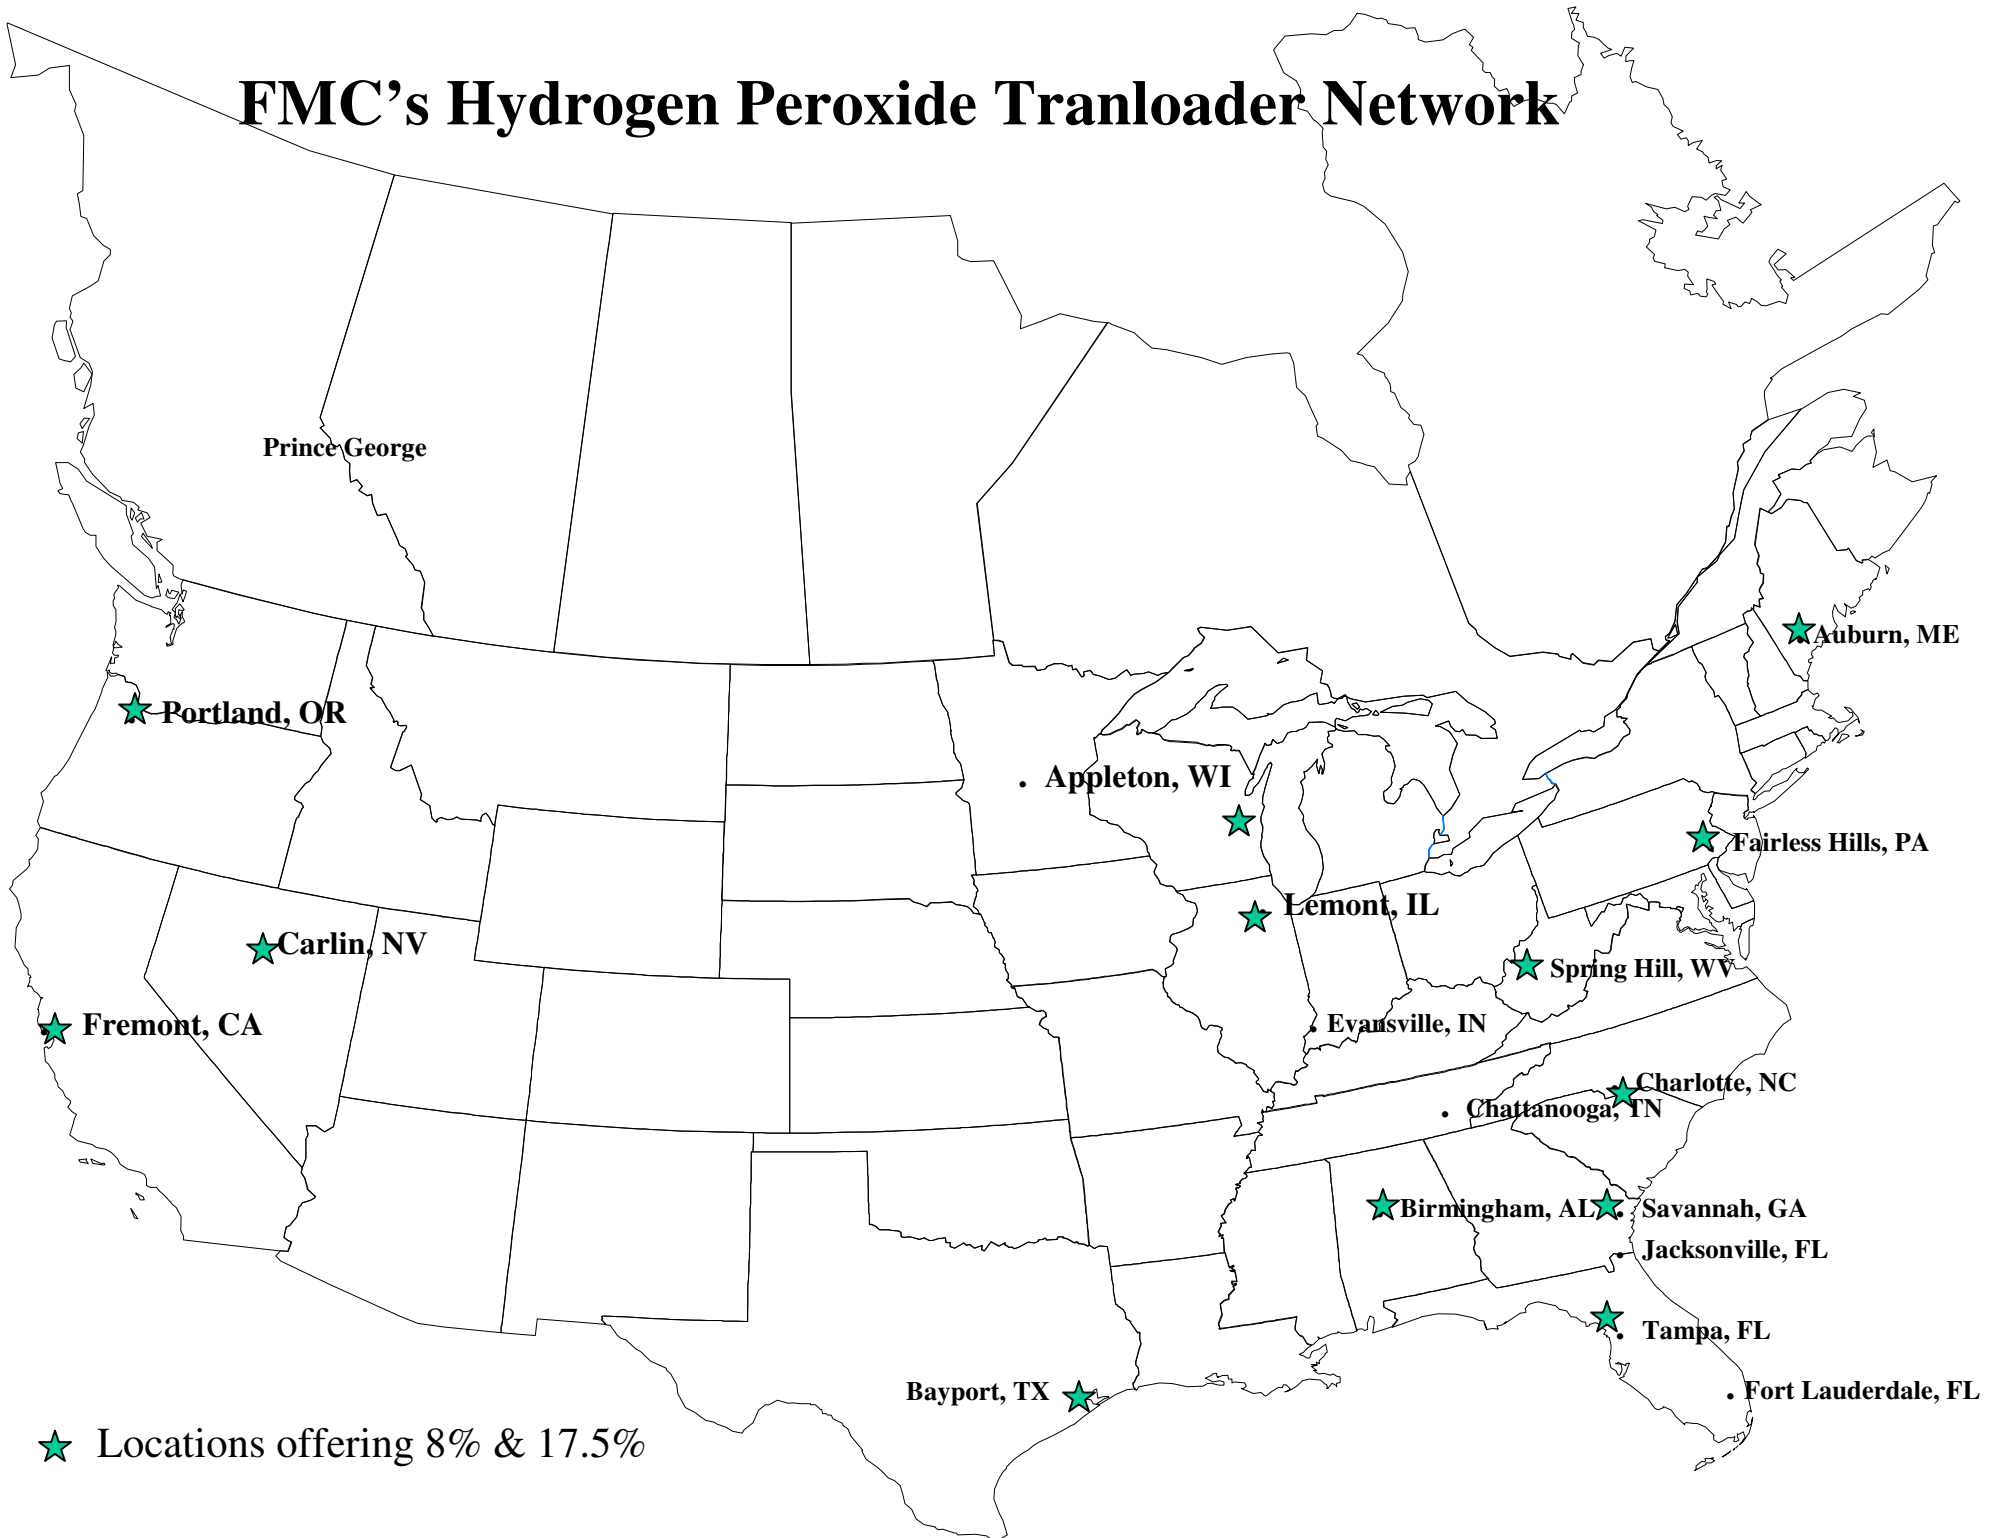 FMC's Hydrogen Peroxide Tranloader Network
Prince George
Auburn, ME
Portland, OR
Appleton, WI
Fairless Hills, PA
Lemont, IL
Carlin, NV
Spring Hill, WV
Fremont, CA
Evansville, IN
Charlotte, NC
Chattanooga, TN
Birmingham, AL
Savannah, GA
Jacksonville, FL
Tampa, FL
Bayport, TX
Fort Lauderdale, FL
Locations offering 8% & 17.5%